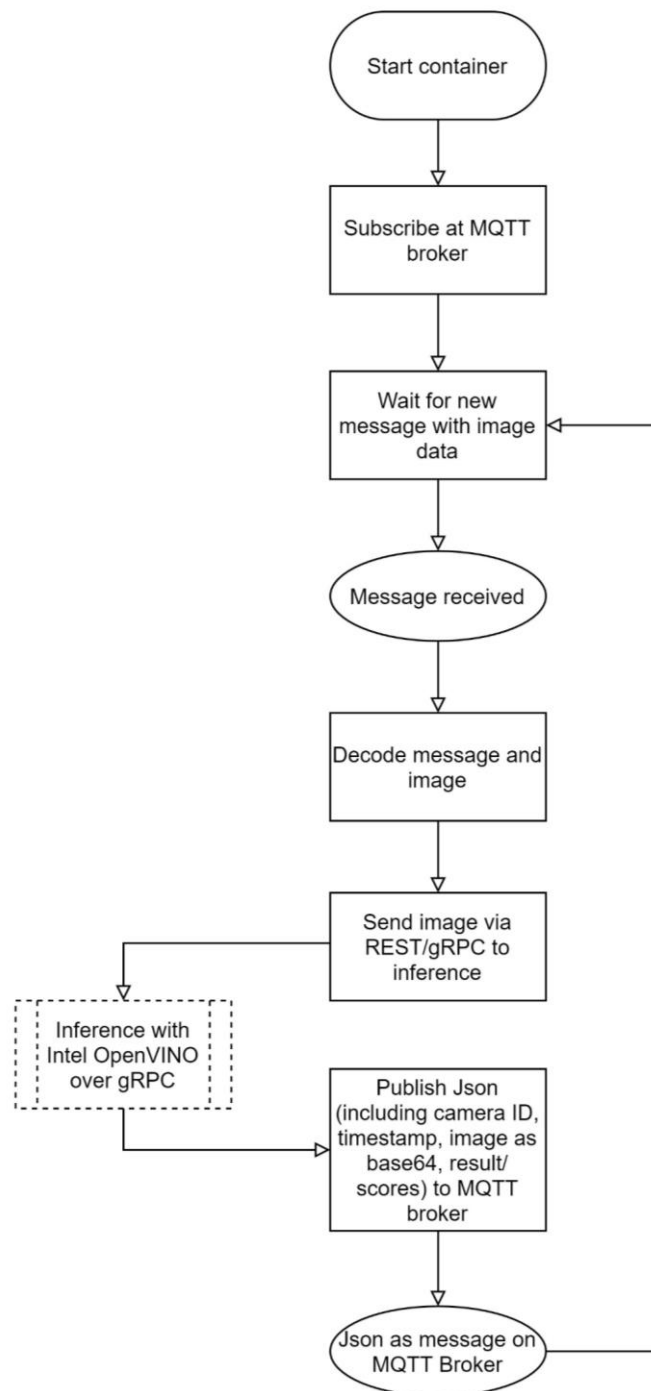 Start container
Subscribe at MQTT
broker
Wait for new
message with image
data
Message received
Decode message and
image
Send image via
REST/gRPC to
inference
Inference with
Intel OpenVINO
over gRPC
Publish Json
(including camera ID,
timestamp, image as
base64, result/
scores) to MQTT
broker
Json as message on
MQTT Broker